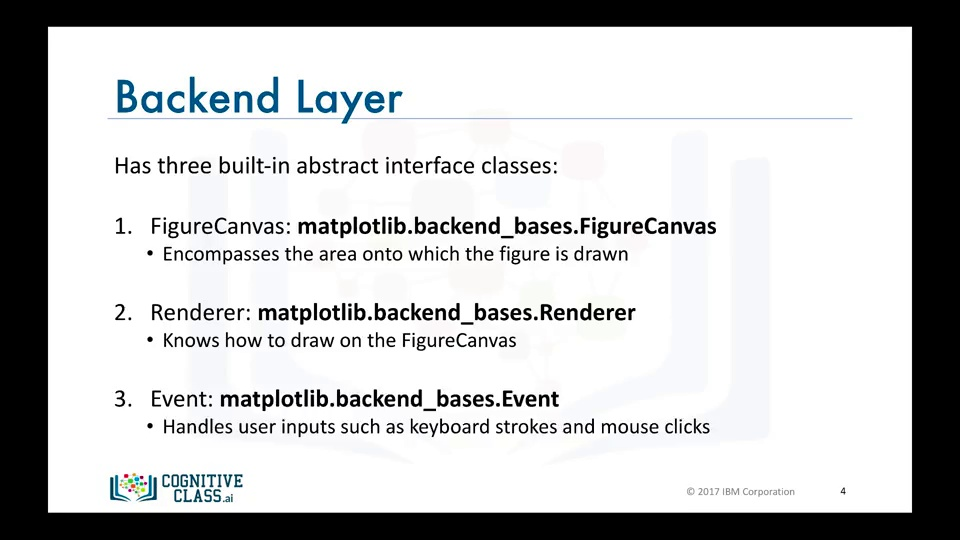 Backend Layer
Has three built-in abstract interface classes:
1. FigureCanvas: matplotlib.backend_bases.FigureCanvas
• Encompasses the area onto which the figure is drawn
2. Renderer: matplotlib.backend_bases.Renderer
• Knows how to draw on the FigureCanvas
3. Event: matplotlib.backend_bases.Event
• Handles user inputs such as keyboard strokes and mouse clicks
COGNITIVE
CLASS.ai
© 2017 IBM Corporation 4